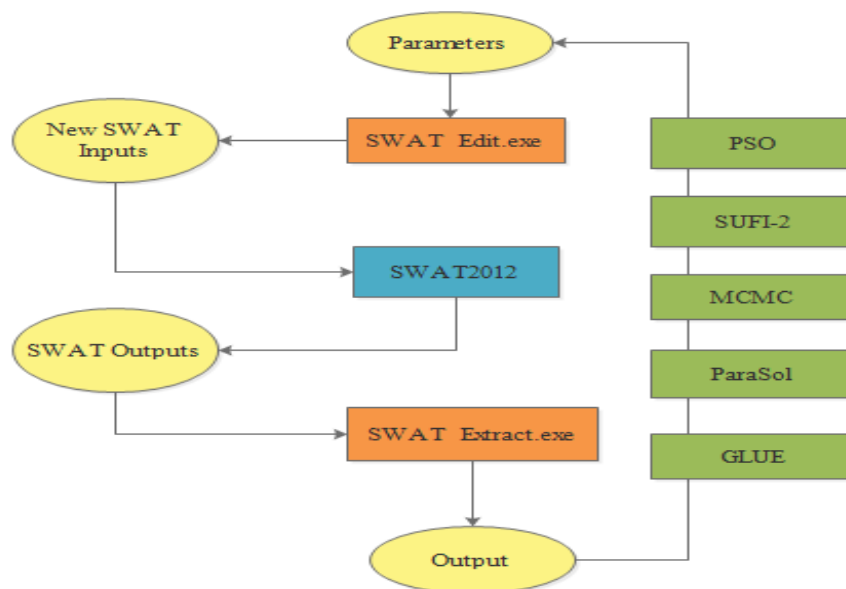 Parameters
New SWAT
Inputs
SWAT Edit.exe
PSO
SUFI-2
SWAT2012
MCMC
SWAT Outputs
ParaSol
SWAT Extract.exe
GLUE
Output